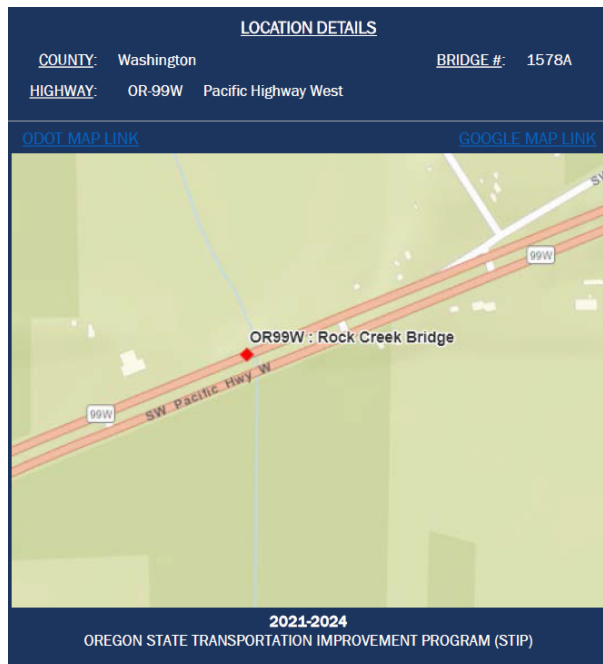 LOCATION DETAILS
COUNTY: Washington BRIDGE #: 1578A
HIGHWAY: OR-99W Pacific Highway West
ODOT MAP LINK GOOGLE MAP LINK
SW
99W
OR99W : Rock Creek Bridge
SW Pacific Hwy W
99W
2021-2024
OREGON STATE TRANSPORTATION IMPROVEMENT PROGRAM (STIP)